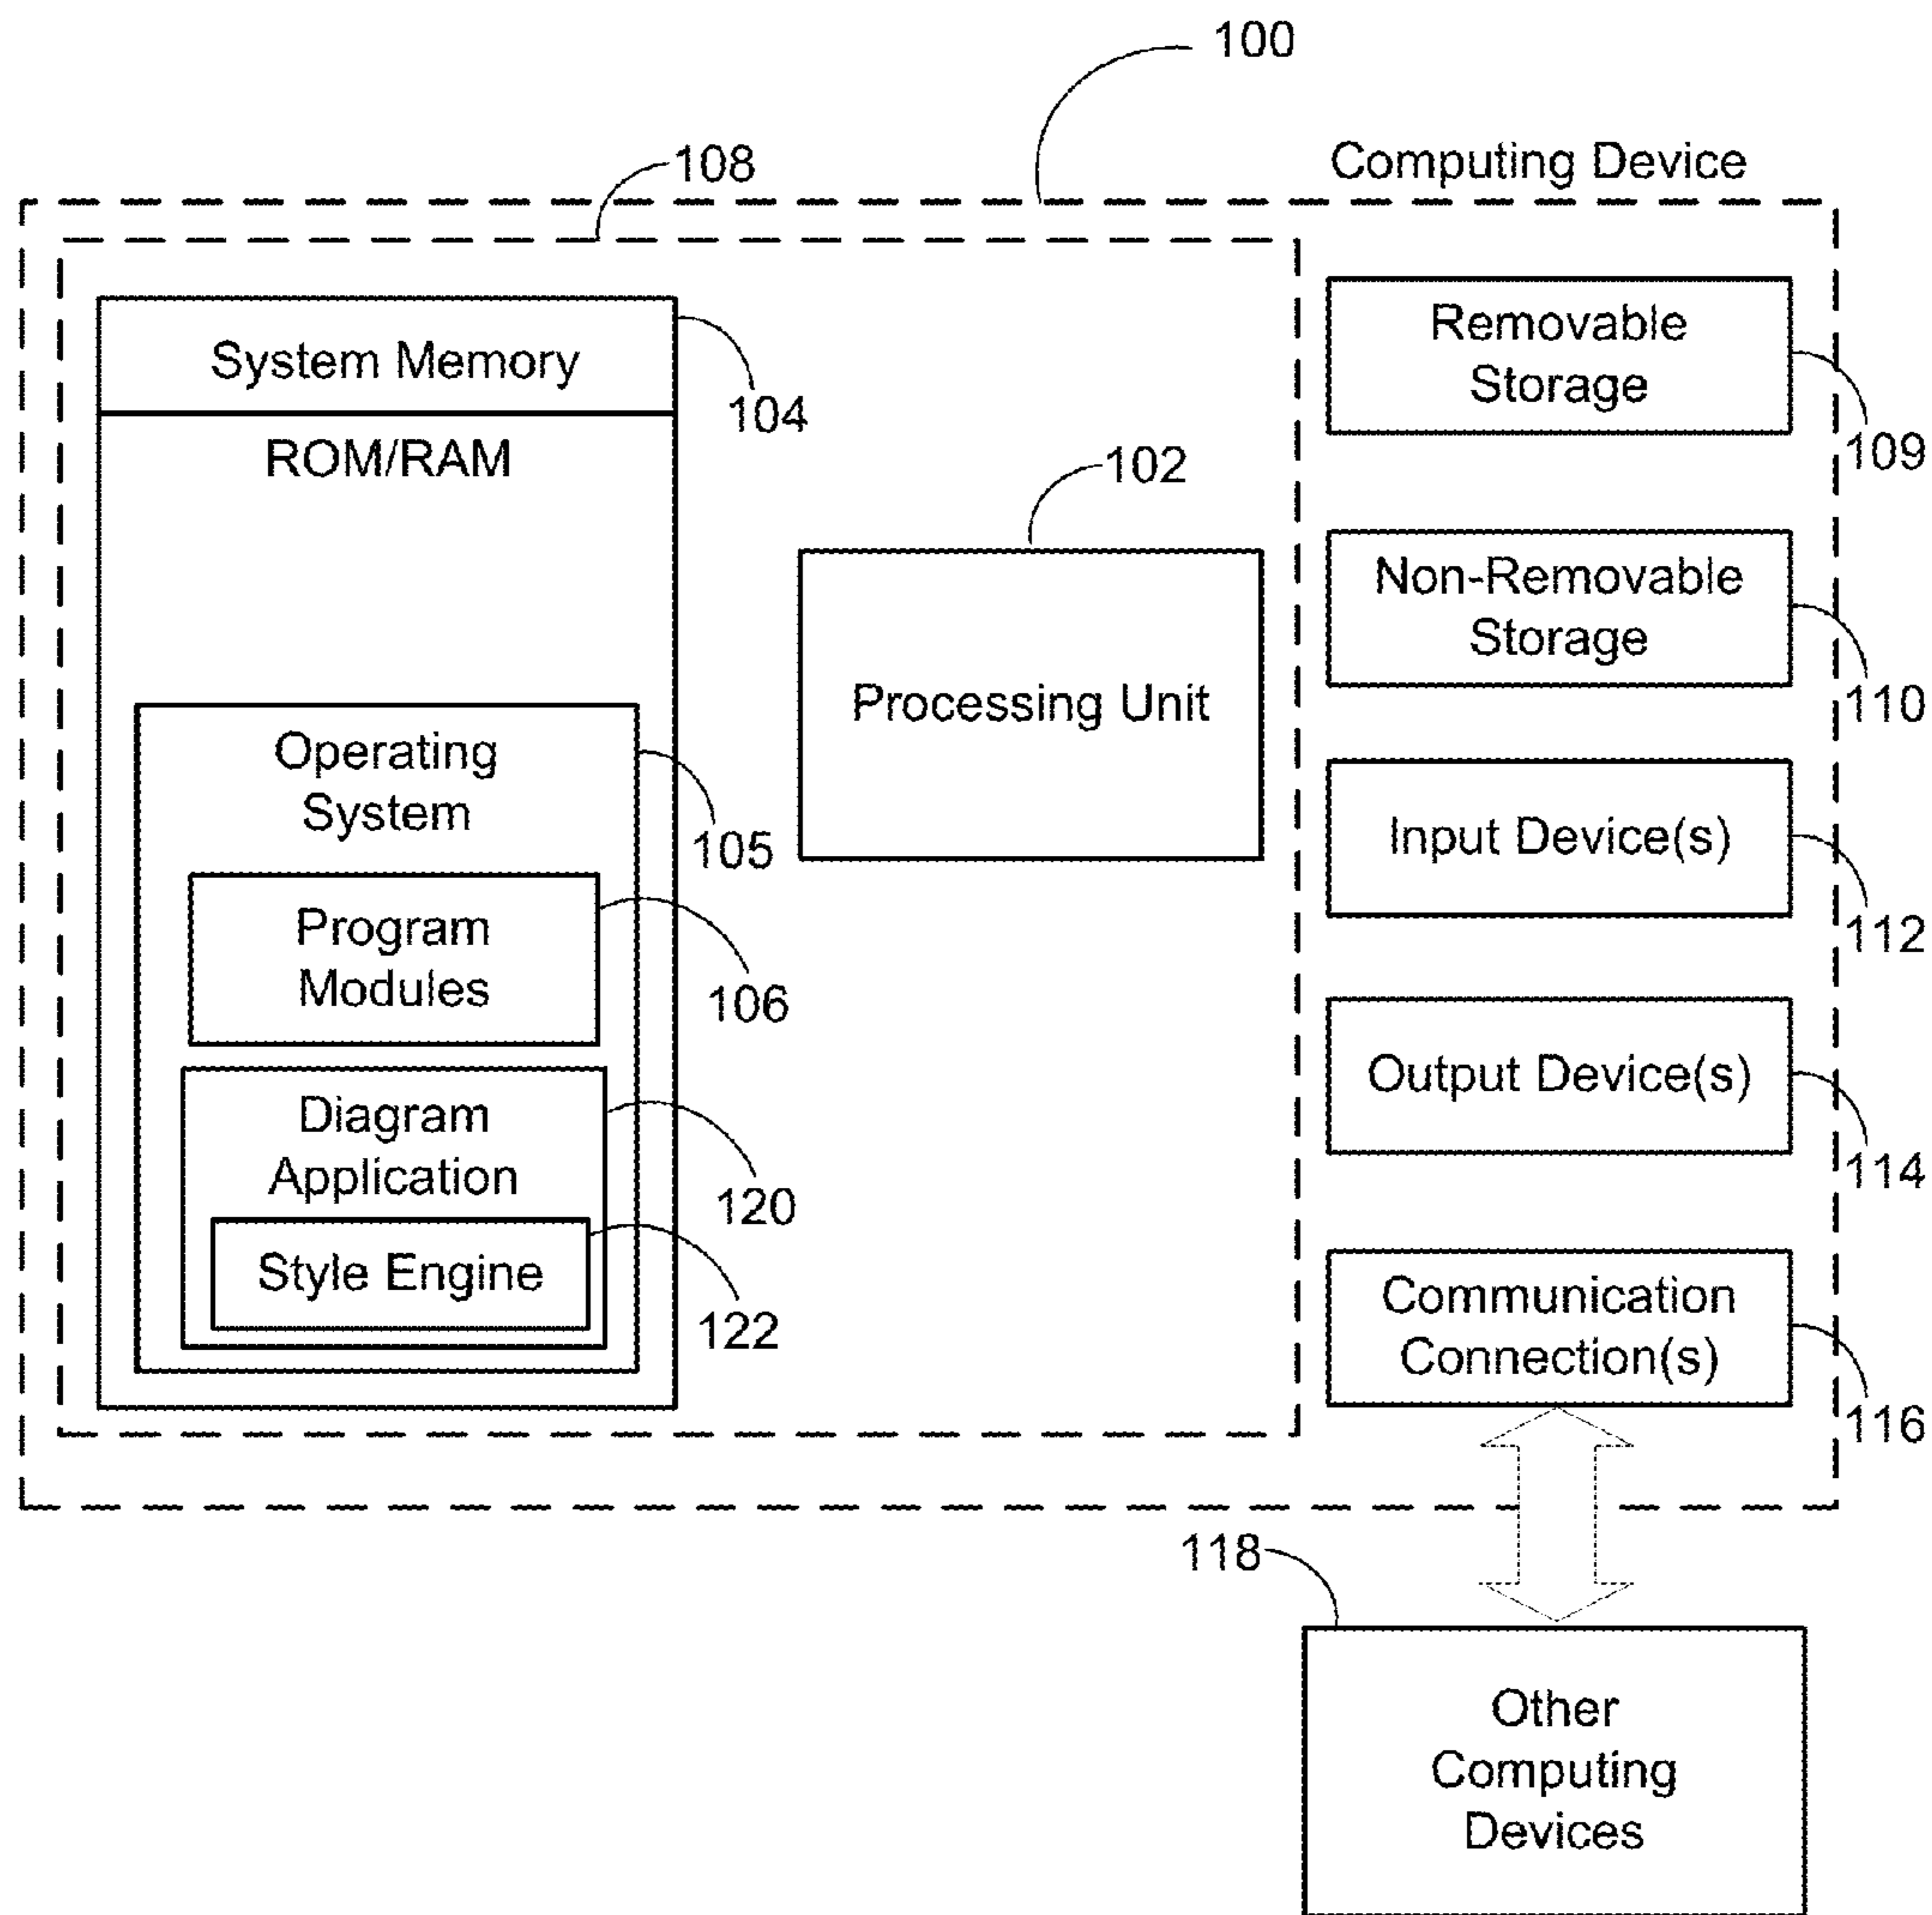 100
Computing Device
108
System Memory
104
ROM/RAM
Operating
System
105
Program
Modules
106
Diagram
Application
120
Style Engine
122
102
Processing Unit
Removable
Storage
109
Non-Removable
Storage
110
Input Device(s)
112
Output Device(s)
114
Communication
Connection(s)
116
118
Other
Computing
Devices